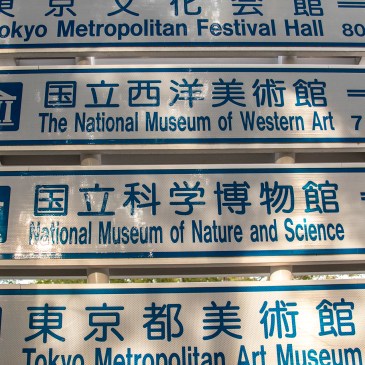 東京文化会館
Tokyo Metropolitan Festival Hall 80
国立西洋美術館
The National Museum of Western Art 7
国立科学博物館
National Museum of Nature and Science
東京都美術館
Tokyo Metropolitan Art Museum